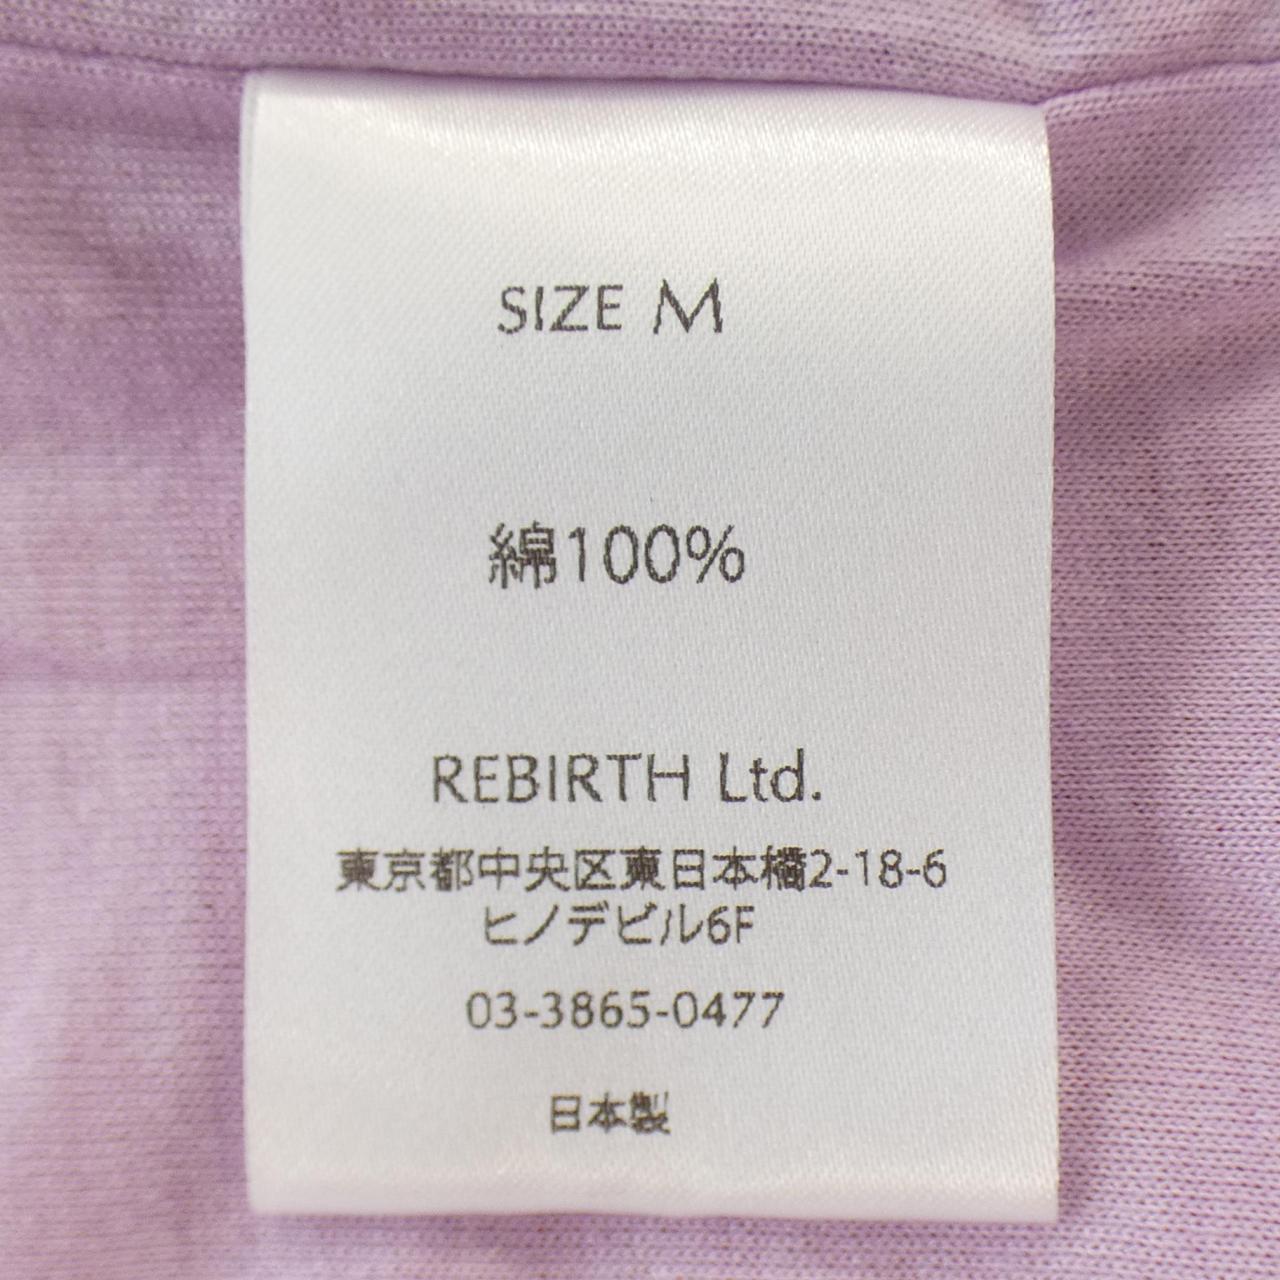 SIZE M
綿100%
REBIRTH Ltd.
東京都中央区東日本橋2-18-6
ヒノデビル6F
03-3865-0477
日本製